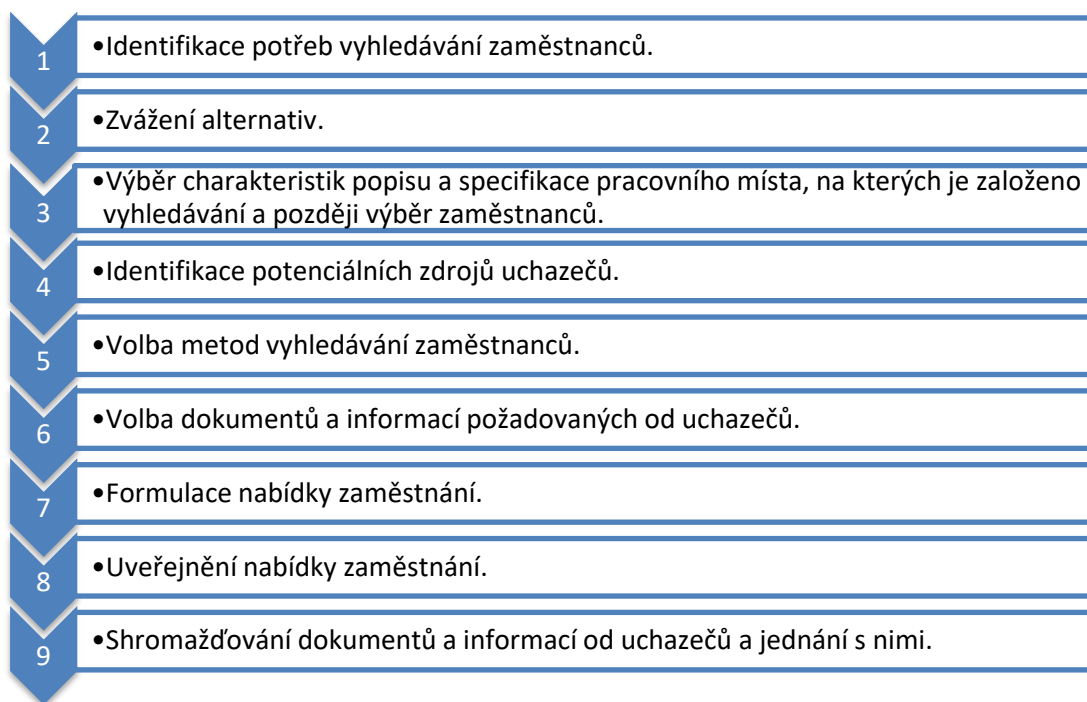 1
•Identifikace potřeb vyhledávání zaměstnanců.
2
•Zvážení alternativ.
3
•Výběr charakteristik popisu a specifikace pracovního místa, na kterých je založeno
vyhledávání a později výběr zaměstnanců.
4
•Identifikace potenciálních zdrojů uchazečů.
5
•Volba metod vyhledávání zaměstnanců.
6
•Volba dokumentů a informací požadovaných od uchazečů.
7
•Formulace nabídky zaměstnání.
8
•Uveřejnění nabídky zaměstnání.
9
•Shromažďování dokumentů a informací od uchazečů a jednání s nimi.